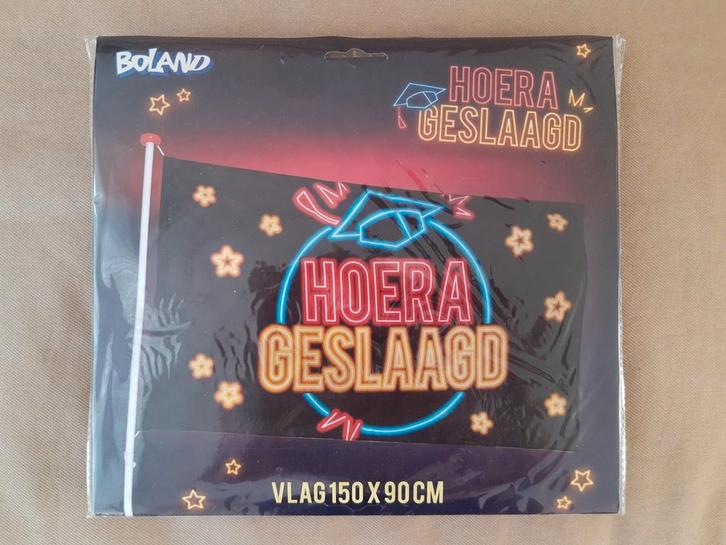 BOLAND
HOERA
GESLAAGD
HOERA
GESLAAGD
VLAG 150 X 90 CM